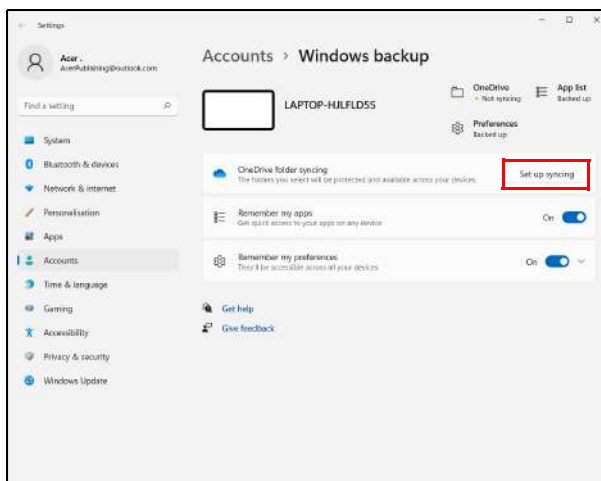 Settings
Acer .
AcerPublishing@outlook.com
Find a setting
System
Bluetooth & devices
Network & internet
Personalisation
Apps
Accounts
Time & language
Gaming
Accessibility
Privacy & security
Windows Update
Accounts > Windows backup
LAPTOP-HJLFLD5S
OneDrive
• Not syncing
App list
Backed up
Preferences
Backed up
OneDrive folder syncing
The folders you select will be protected and available across your devices.
Set up syncing
Remember my apps
Get quick access to your apps on any device
On
Remember my preferences
They'll be accessible across all your devices
On
Get help
Give feedback